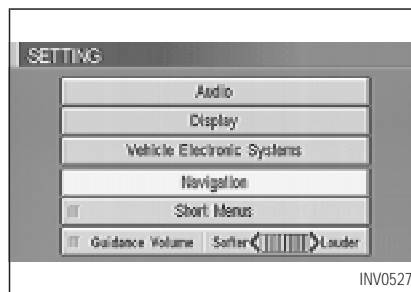 SETTING
Audio
Display
Vehicle Electronic Systems
Navigation
Short Menus
Guidance Volume Softer Louder
INV0527